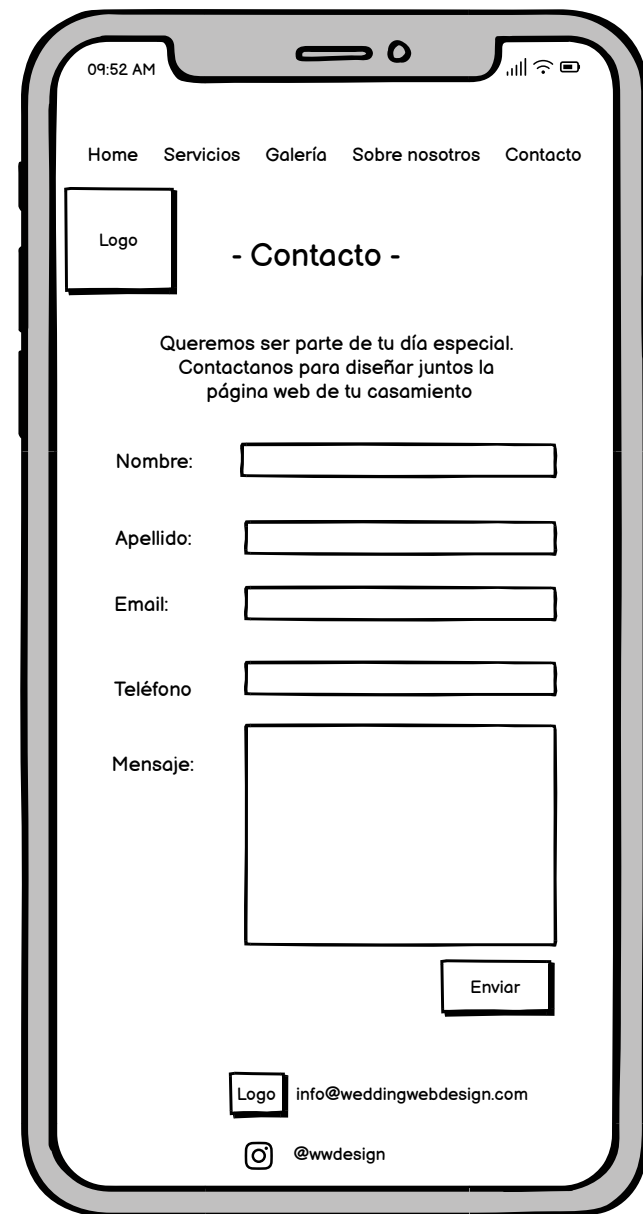 09:52 AM
Home Servicios Galería Sobre nosotros Contacto
Logo
- Contacto -
Queremos ser parte de tu día especial.
Contactanos para diseñar juntos la
página web de tu casamiento
Nombre:
Apellido:
Email:
Teléfono
Mensaje:
Enviar
Logo info@weddingwebdesign.com
@wwdesign